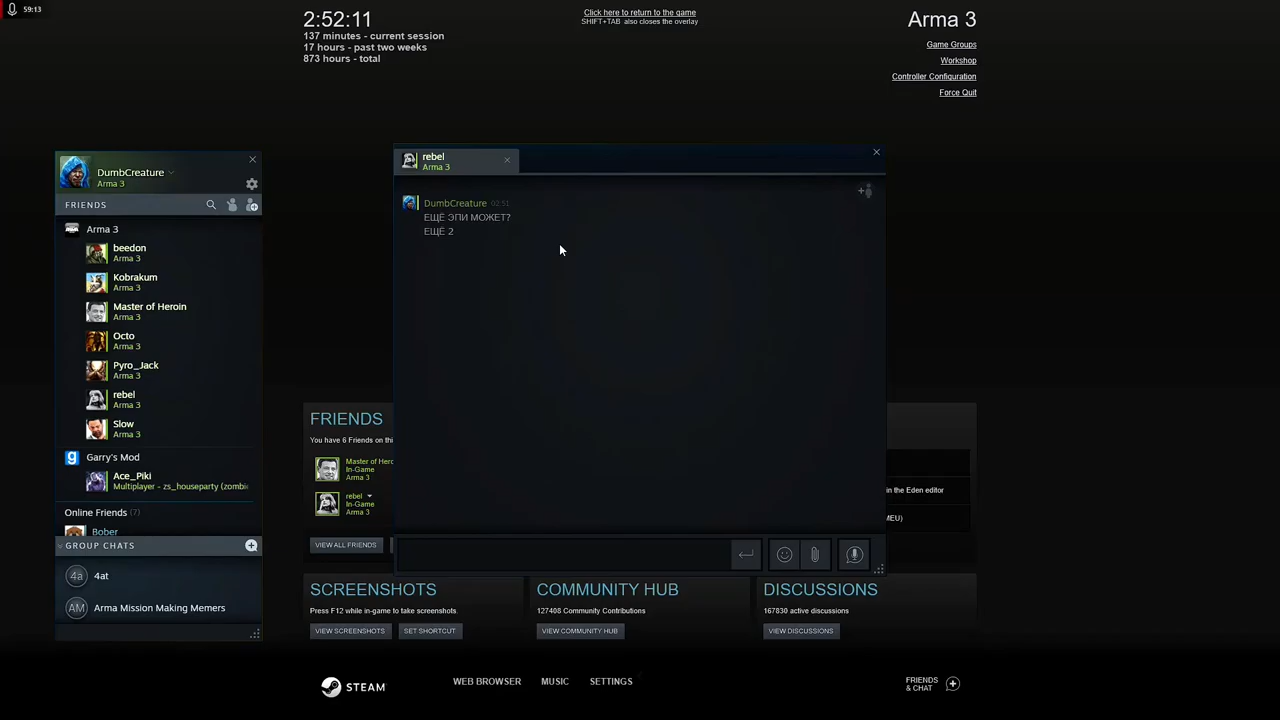 59:13
2:52:11
137 minutes - current session
17 hours - past two weeks
873 hours - total
Click here to return to the game
SHIFT+TAB also closes the overlay
Arma 3
Game Groups
Workshop
Controller Configuration
Force Quit
DumbCreature
Arma 3
FRIENDS
Arma 3
beedon
Arma 3
Kobrakum
Arma 3
Master of Heroin
Arma 3
Octo
Arma 3
Pyro_Jack
Arma 3
rebel
Arma 3
Slow
Arma 3
Garry's Mod
Ace_Piki
Multiplayer - zs_houseparty (zombie
Online Friends (7)
Bober
GROUP CHATS
4a 4at
AM Arma Mission Making Memers
rebel
Arma 3
DumbCreature 02:51
ЕЩЁ ЭПИ МОЖЕТ?
ЕЩЁ 2
FRIENDS
You have 6 Friends on thi
Master of Herc
In-Game
Arma 3
rebel
In-Game
Arma 3
VIEW ALL FRIENDS
in the Eden editor
MEU)
SCREENSHOTS
Press F12 while in-game to take screenshots.
VIEW SCREENSHOTS SET SHORTCUT
COMMUNITY HUB
127408 Community Contributions
VIEW COMMUNITY HUB
DISCUSSIONS
167830 active discussions
VIEW DISCUSSIONS
STEAM
WEB BROWSER MUSIC SETTINGS
FRIENDS
& CHAT